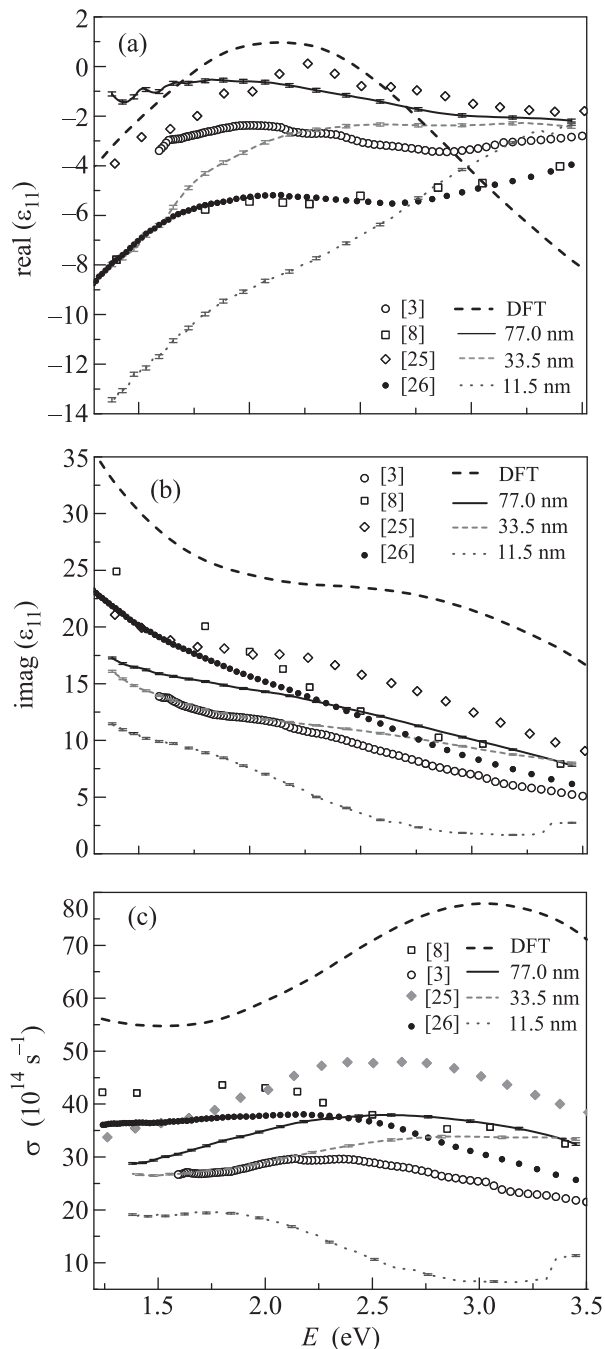 2
(a)
0
−2
−4
−6
−8
−10
−12
−14
real (ε11)
[3] DFT
[8] 77.0 nm
[25] 33.5 nm
[26] 11.5 nm
35
(b)
30
25
20
15
10
5
0
imag (ε11)
[3] DFT
[8] 77.0 nm
[25] 33.5 nm
[26] 11.5 nm
80
(c)
70
60
50
40
30
20
10
σ (10¹⁴ s⁻¹)
[8] DFT
[3] 77.0 nm
[25] 33.5 nm
[26] 11.5 nm
1.5 2.0 2.5 3.0 3.5
E (eV)